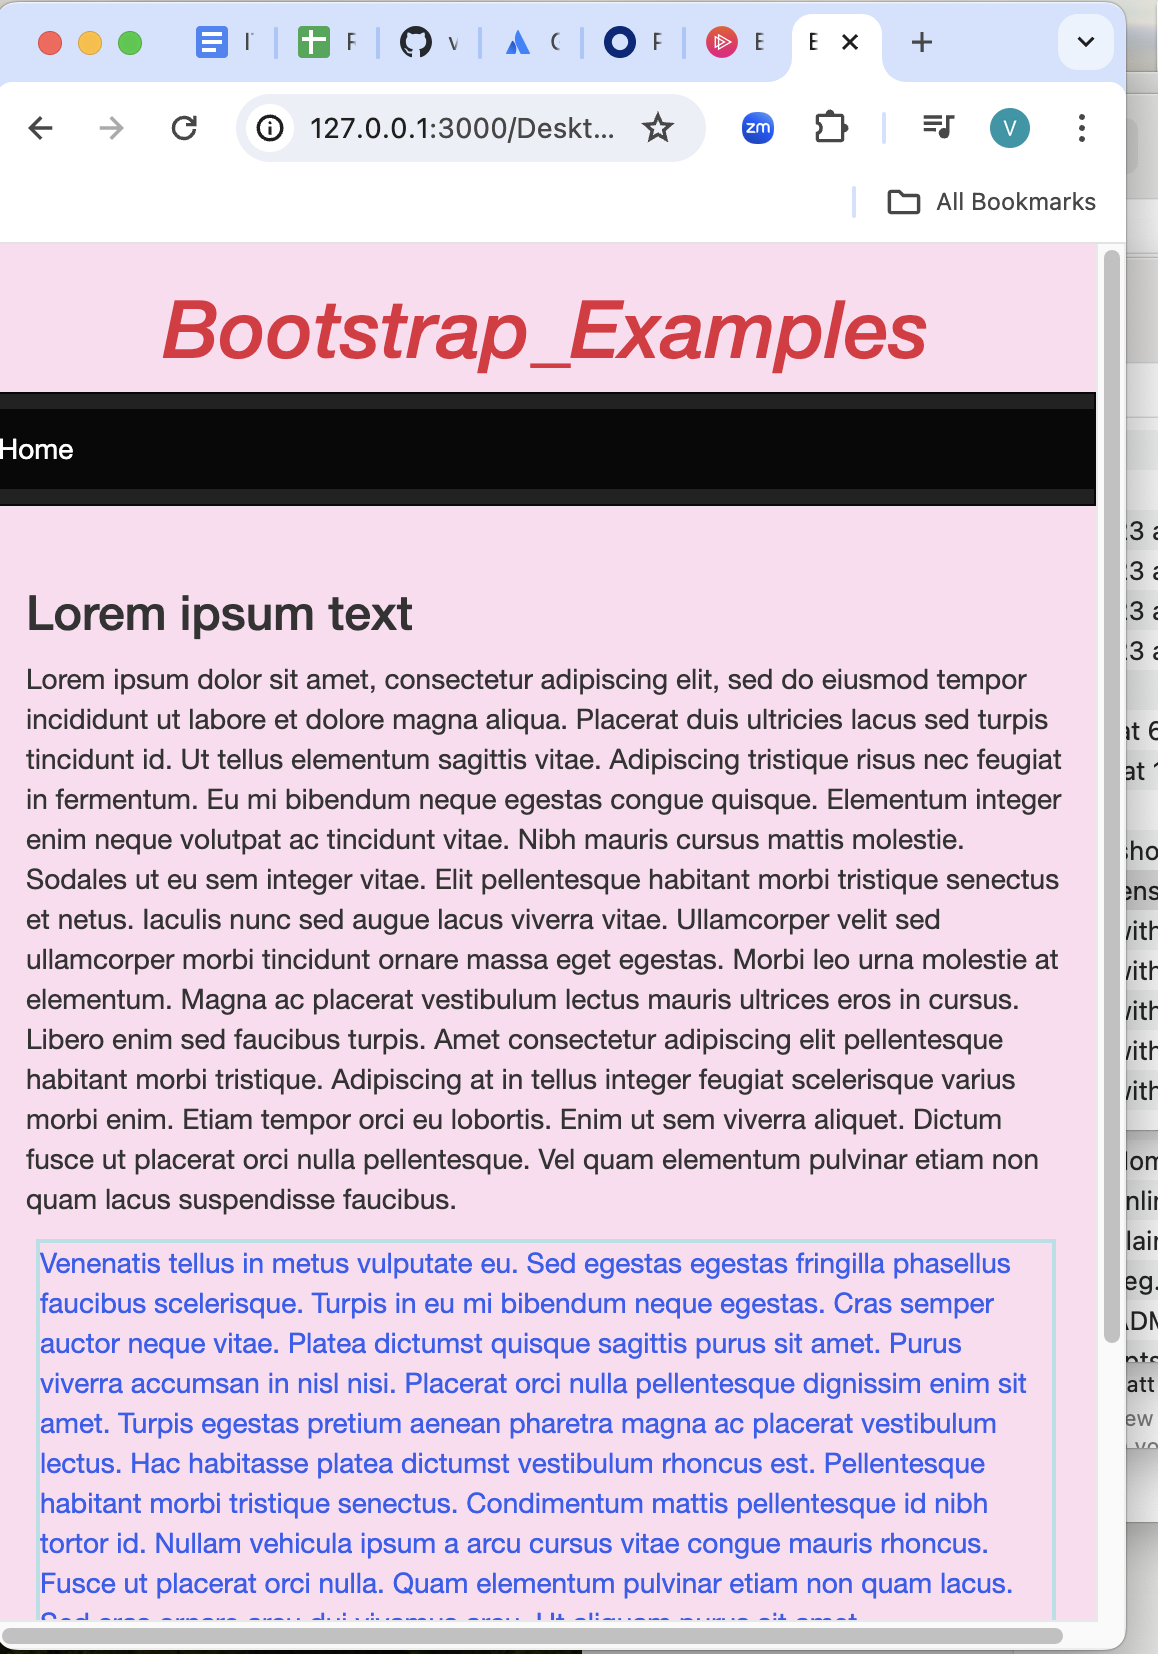 127.0.0.1:3000/Deskt...
zm
V
All Bookmarks
Bootstrap_Examples
Home
Lorem ipsum text
Lorem ipsum dolor sit amet, consectetur adipiscing elit, sed do eiusmod tempor
incididunt ut labore et dolore magna aliqua. Placerat duis ultricies lacus sed turpis
tincidunt id. Ut tellus elementum sagittis vitae. Adipiscing tristique risus nec feugiat
in fermentum. Eu mi bibendum neque egestas congue quisque. Elementum integer
enim neque volutpat ac tincidunt vitae. Nibh mauris cursus mattis molestie.
Sodales ut eu sem integer vitae. Elit pellentesque habitant morbi tristique senectus
et netus. Iaculis nunc sed augue lacus viverra vitae. Ullamcorper velit sed
ullamcorper morbi tincidunt ornare massa eget egestas. Morbi leo urna molestie at
elementum. Magna ac placerat vestibulum lectus mauris ultrices eros in cursus.
Libero enim sed faucibus turpis. Amet consectetur adipiscing elit pellentesque
habitant morbi tristique. Adipiscing at in tellus integer feugiat scelerisque varius
morbi enim. Etiam tempor orci eu lobortis. Enim ut sem viverra aliquet. Dictum
fusce ut placerat orci nulla pellentesque. Vel quam elementum pulvinar etiam non
quam lacus suspendisse faucibus.
Venenatis tellus in metus vulputate eu. Sed egestas egestas fringilla phasellus
faucibus scelerisque. Turpis in eu mi bibendum neque egestas. Cras semper
auctor neque vitae. Platea dictumst quisque sagittis purus sit amet. Purus
viverra accumsan in nisl nisi. Placerat orci nulla pellentesque dignissim enim sit
amet. Turpis egestas pretium aenean pharetra magna ac placerat vestibulum
lectus. Hac habitasse platea dictumst vestibulum rhoncus est. Pellentesque
habitant morbi tristique senectus. Condimentum mattis pellentesque id nibh
tortor id. Nullam vehicula ipsum a arcu cursus vitae congue mauris rhoncus.
Fusce ut placerat orci nulla. Quam elementum pulvinar etiam non quam lacus.